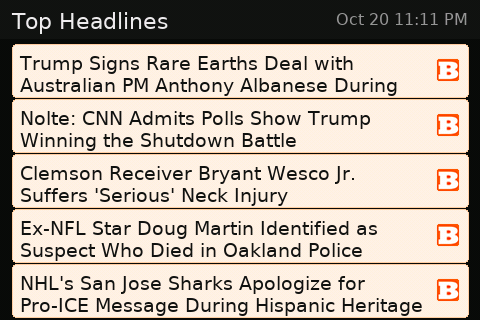 Top Headlines
Oct 20 11:11 PM
Trump Signs Rare Earths Deal with
Australian PM Anthony Albanese During
B
Nolte: CNN Admits Polls Show Trump
Winning the Shutdown Battle
B
Clemson Receiver Bryant Wesco Jr.
Suffers 'Serious' Neck Injury
B
Ex-NFL Star Doug Martin Identified as
Suspect Who Died in Oakland Police
B
NHL's San Jose Sharks Apologize for
Pro-ICE Message During Hispanic Heritage
B